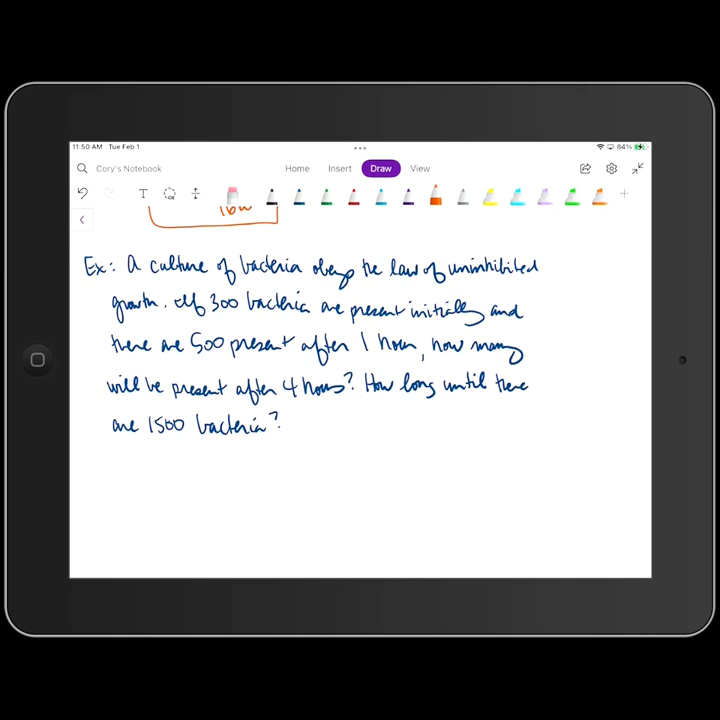 11:50 AM Tue Feb 1
84%
Cory's Notebook
Home Insert Draw View
T
Ex: A culture of bacteria obeys the law of uninhibited
growth. If 300 bacteria are present initially and
there are 500 present after 1 hour, how many
will be present after 4 hours? How long until there
are 1500 bacteria?